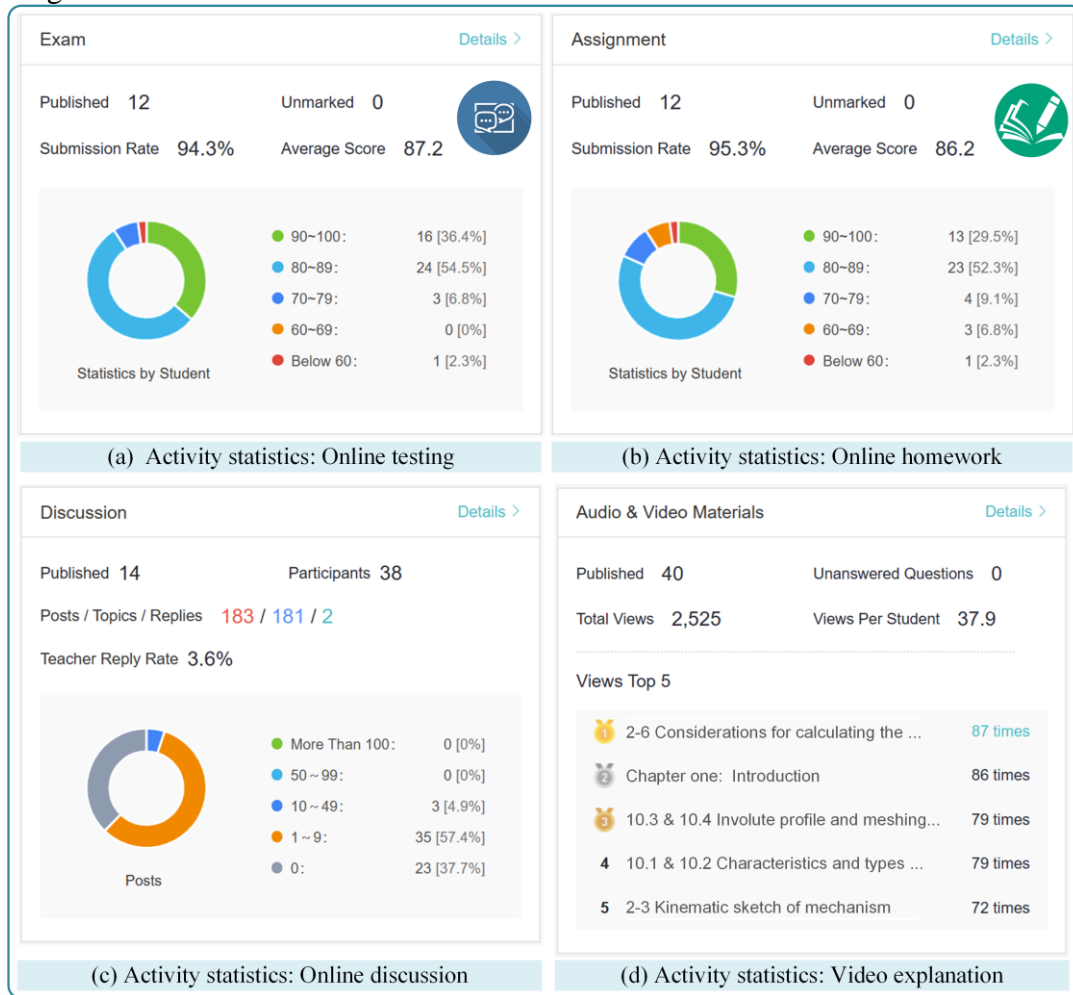 Exam Details >
Published 12 Unmarked 0
Submission Rate 94.3% Average Score 87.2
90~100: 16 [36.4%]
80~89: 24 [54.5%]
70~79: 3 [6.8%]
60~69: 0 [0%]
Below 60: 1 [2.3%]
Statistics by Student
(a) Activity statistics: Online testing
Assignment Details >
Published 12 Unmarked 0
Submission Rate 95.3% Average Score 86.2
90~100: 13 [29.5%]
80~89: 23 [52.3%]
70~79: 4 [9.1%]
60~69: 3 [6.8%]
Below 60: 1 [2.3%]
Statistics by Student
(b) Activity statistics: Online homework
Discussion Details >
Published 14 Participants 38
Posts / Topics / Replies 183 / 181 / 2
Teacher Reply Rate 3.6%
More Than 100: 0 [0%]
50~99: 0 [0%]
10~49: 3 [4.9%]
1~9: 35 [57.4%]
0: 23 [37.7%]
Posts
(c) Activity statistics: Online discussion
Audio & Video Materials Details >
Published 40 Unanswered Questions 0
Total Views 2,525 Views Per Student 37.9
Views Top 5
1 2-6 Considerations for calculating the ... 87 times
2 Chapter one: Introduction 86 times
3 10.3 & 10.4 Involute profile and meshing... 79 times
4 10.1 & 10.2 Characteristics and types ... 79 times
5 2-3 Kinematic sketch of mechanism 72 times
(d) Activity statistics: Video explanation